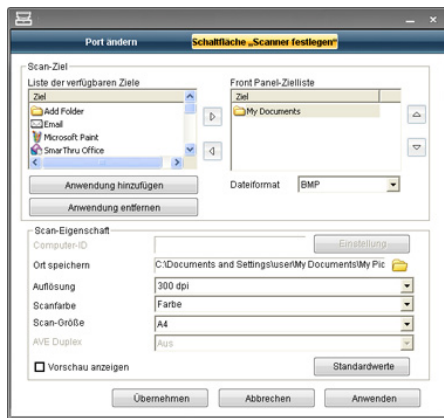 Port ändern
Schaltfläche „Scanner festlegen"
Scan-Ziel
Liste der verfügbaren Ziele
Ziel
Add Folder
Email
Microsoft Paint
SmarThru Office
Front Panel-Zielliste
Ziel
My Documents
Anwendung hinzufügen
Anwendung entfernen
Dateiformat BMP
Scan-Eigenschaft
Computer-ID Einstellung
Ort speichern C:\Documents and Settings\user\My Documents\My Pic
Auflösung 300 dpi
Scanfarbe Farbe
Scan-Größe A4
AVE Duplex Aus
Vorschau anzeigen Standardwerte
Übernehmen Abbrechen Anwenden